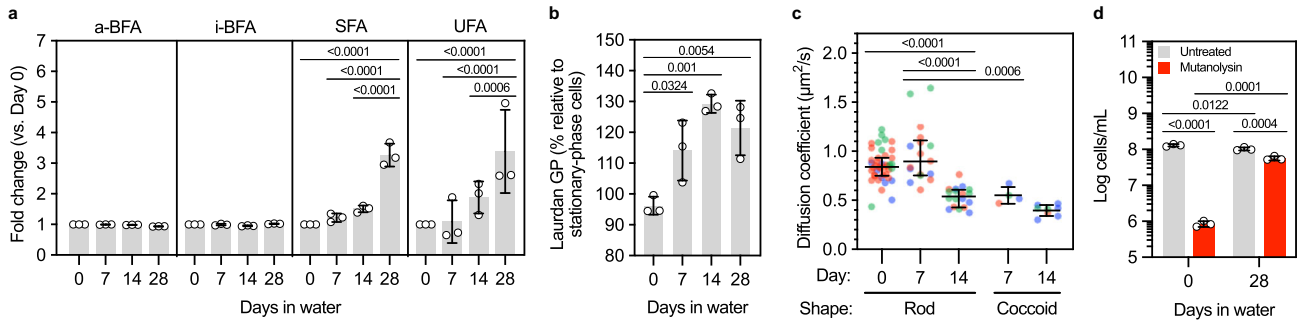 a
a-BFA
i-BFA
SFA
UFA
Fold change (vs. Day 0)
7
6
5
4
3
2
1
0
<0.0001
<0.0001
<0.0001
<0.0001
<0.0001
0.0006
0 7 14 28
0 7 14 28
0 7 14 28
0 7 14 28
Days in water
b
Laurdan GP (% relative to
stationary-phase cells)
150
140
130
120
110
100
90
80
0.0054
0.001
0.0324
0 7 14 28
Days in water
c
Diffusion coefficient (µm²/s)
2.0
1.5
1.0
0.5
0.0
<0.0001
<0.0001
0.0006
Day: 0 7 14 7 14
Shape: Rod Coccoid
d
Log cells/mL
11
10
9
8
7
6
5
Untreated
Mutanolysin
0.0001
0.0122
<0.0001
0.0004
0 28
Days in water